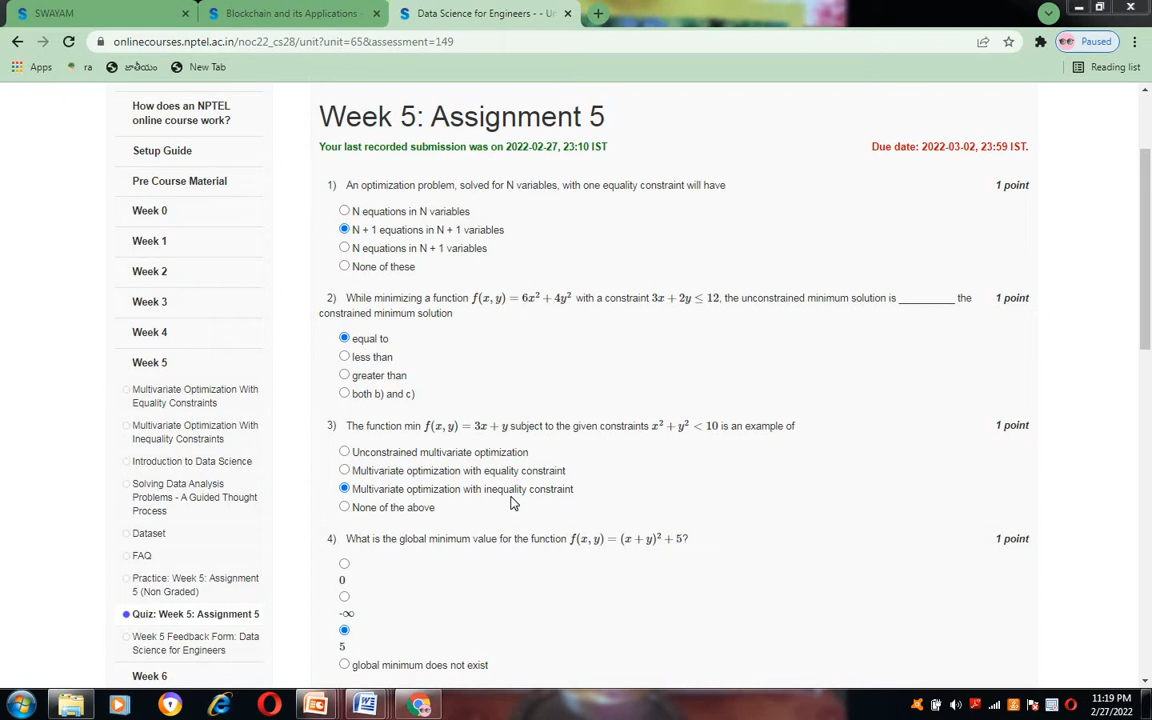 SWAYAM
Blockchain and its Applications -
Data Science for Engineers - - Un
onlinecourses.nptel.ac.in/noc22_cs28/unit?unit=65&assessment=149
Paused
Apps
ra
జాతీయం
New Tab
Reading list
How does an NPTEL
online course work?
Setup Guide
Pre Course Material
Week 0
Week 1
Week 2
Week 3
Week 4
Week 5
Multivariate Optimization With
Equality Constraints
Multivariate Optimization With
Inequality Constraints
Introduction to Data Science
Solving Data Analysis
Problems - A Guided Thought
Process
Dataset
FAQ
Practice: Week 5: Assignment
5 (Non Graded)
Quiz: Week 5: Assignment 5
Week 5 Feedback Form: Data
Science for Engineers
Week 6
Week 5: Assignment 5
Your last recorded submission was on 2022-02-27, 23:10 IST
Due date: 2022-03-02, 23:59 IST.
1) An optimization problem, solved for N variables, with one equality constraint will have
1 point
N equations in N variables
N + 1 equations in N + 1 variables
N equations in N + 1 variables
None of these
2) While minimizing a function f(x, y) = 6x² + 4y² with a constraint 3x + 2y ≤ 12, the unconstrained minimum solution is __________ the
1 point
constrained minimum solution
equal to
less than
greater than
both b) and c)
3) The function min f(x, y) = 3x + y subject to the given constraints x² + y² < 10 is an example of
1 point
Unconstrained multivariate optimization
Multivariate optimization with equality constraint
Multivariate optimization with inequality constraint
None of the above
4) What is the global minimum value for the function f(x, y) = (x + y)² + 5?
1 point
0
-∞
5
global minimum does not exist
11:19 PM
2/27/2022